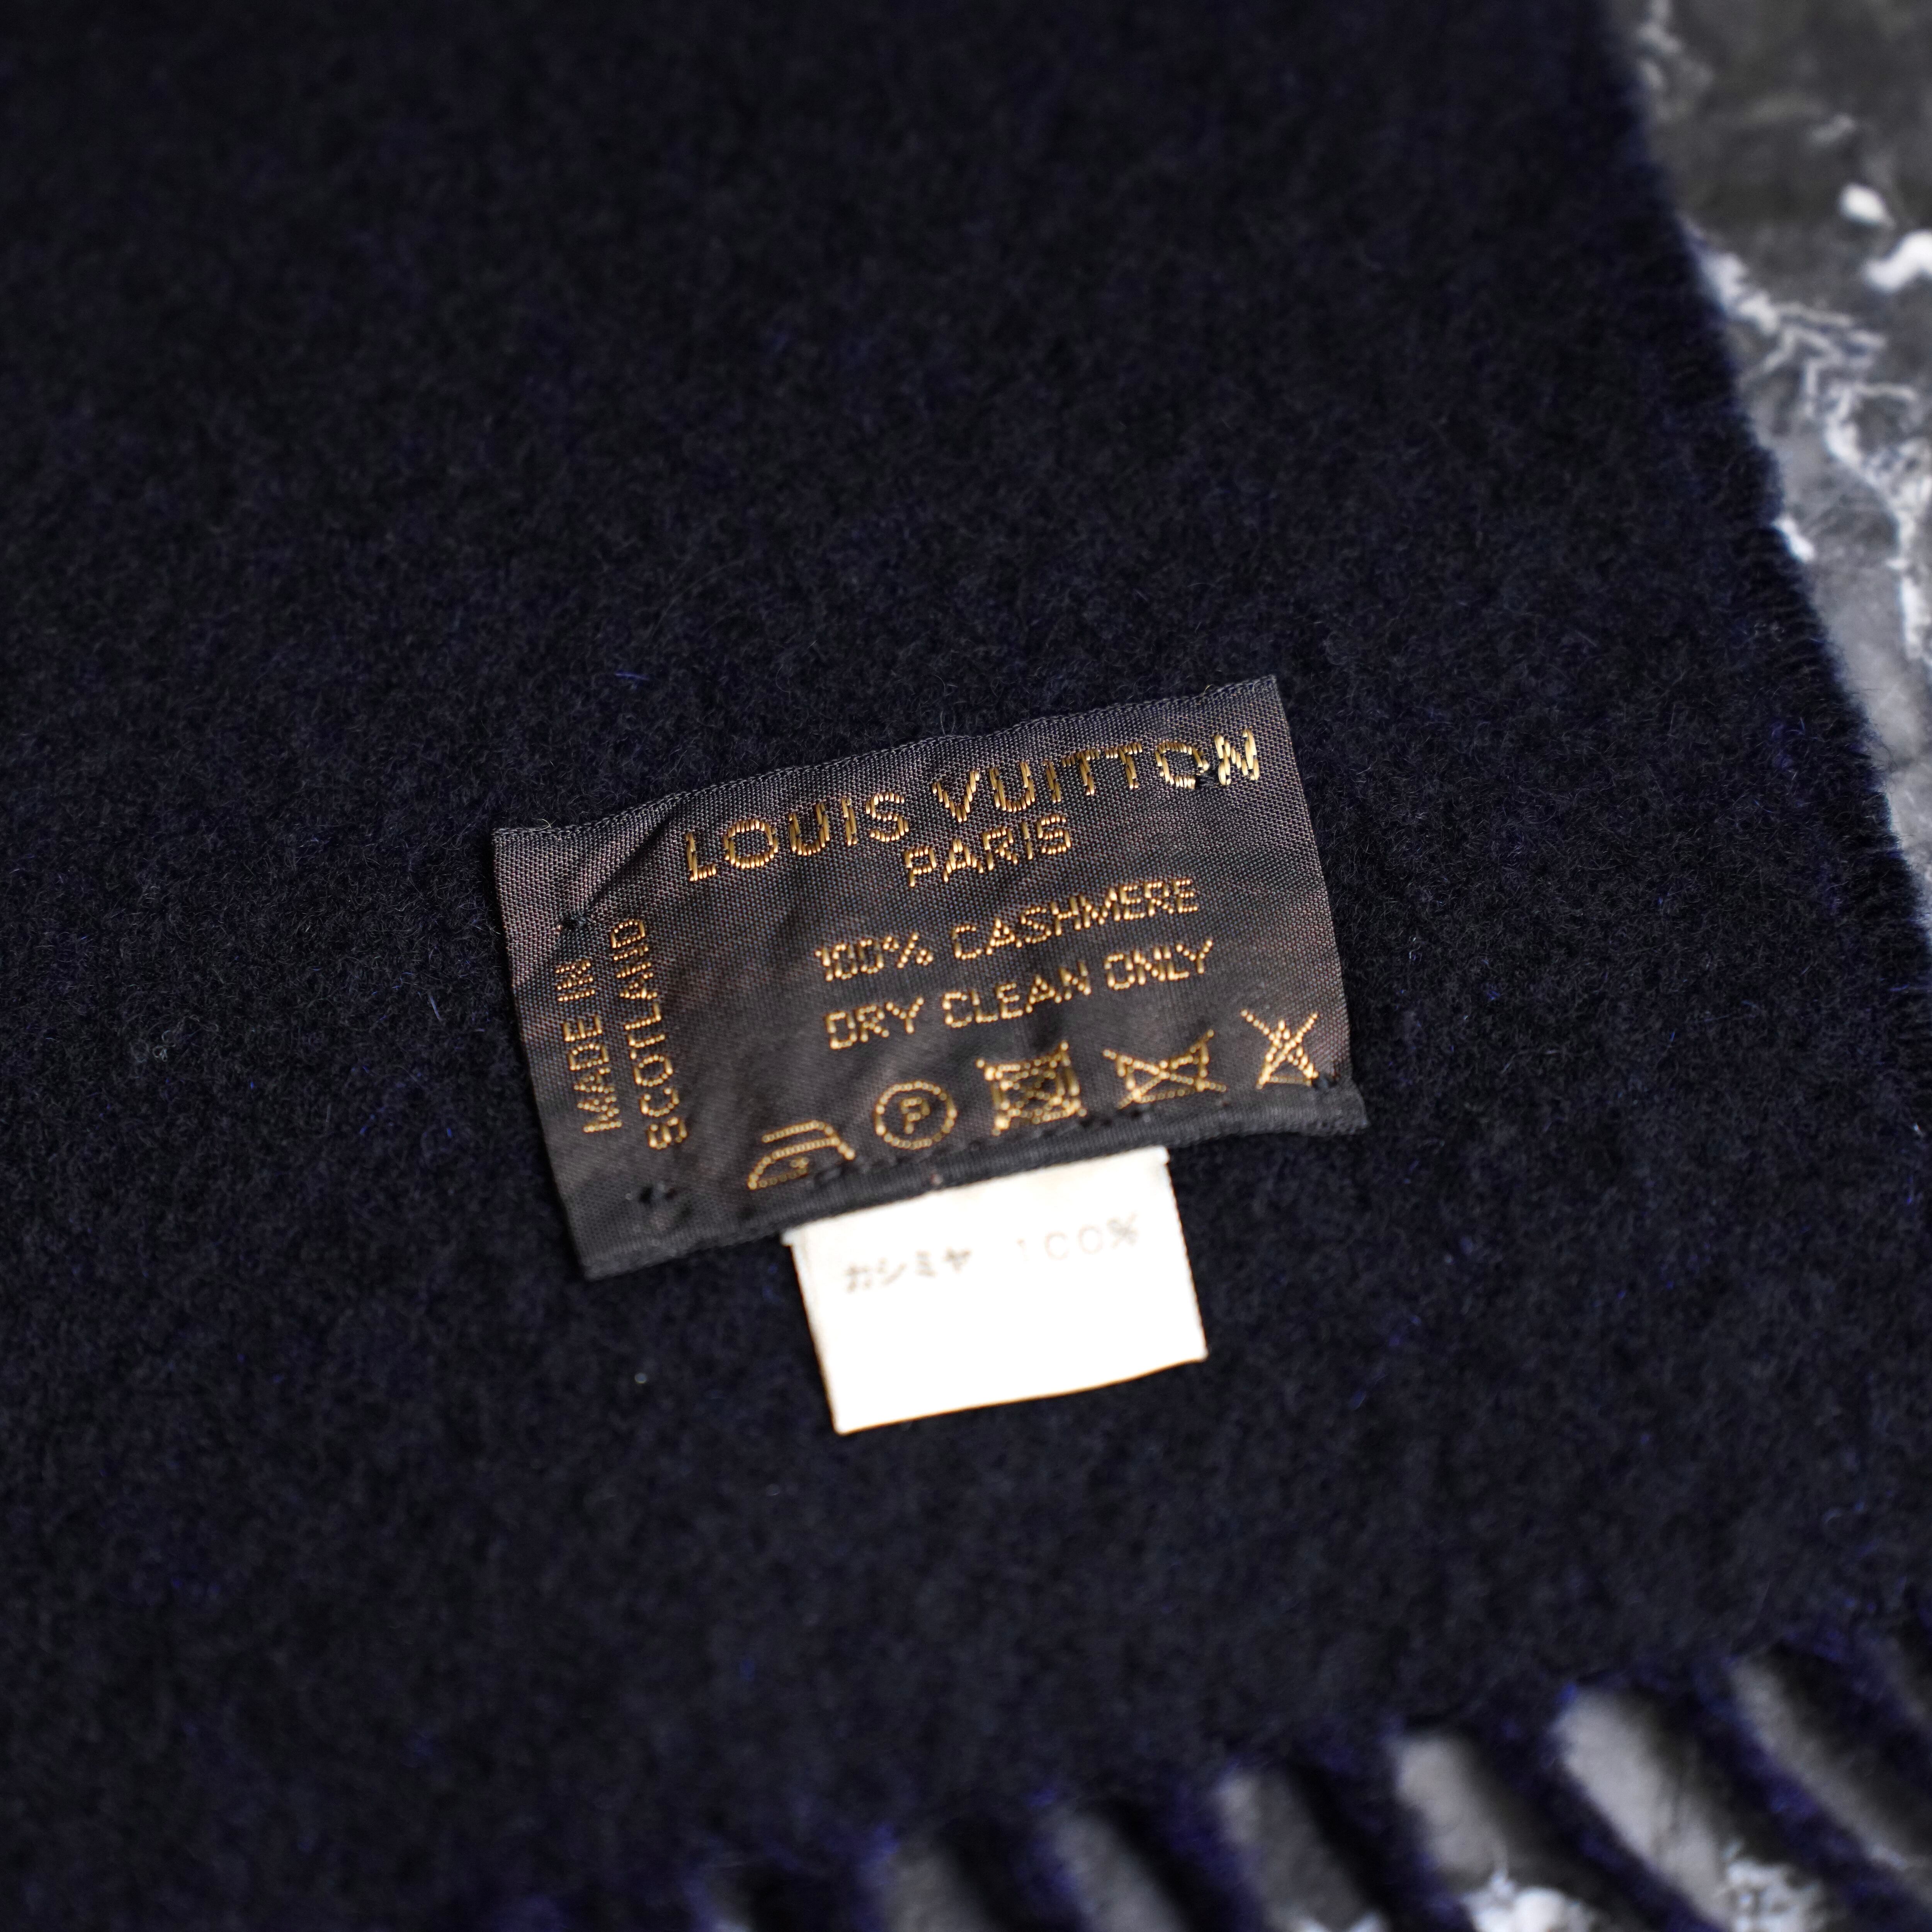 LOUIS VUITTON
PARIS
100% CASHMERE
DRY CLEAN ONLY
MADE IN
SCOTLAND
P
カシミヤ 100%